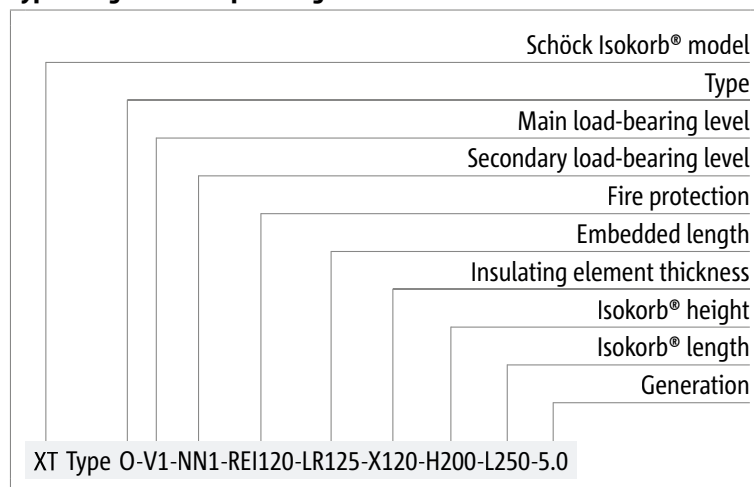 Schöck Isokorb® model
Type
Main load-bearing level
Secondary load-bearing level
Fire protection
Embedded length
Insulating element thickness
Isokorb® height
Isokorb® length
Generation
XT Type O-V1-NN1-REI120-LR125-X120-H200-L250-5.0